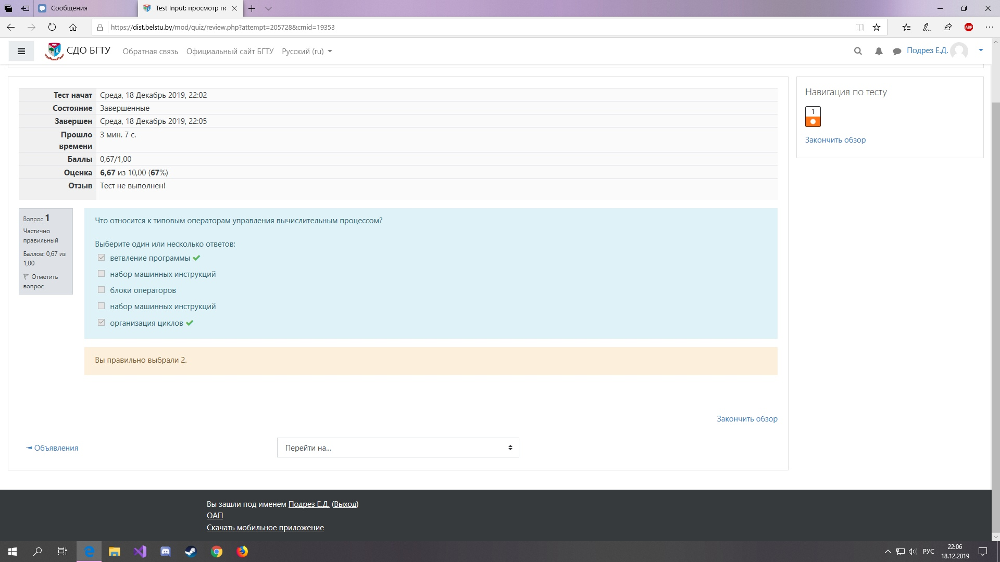 Сообщения
Test Input: просмотр по
https://dist.belstu.by/mod/quiz/review.php?attempt=205728&cmid=19353
ABP
СДО БГТУ
Обратная связь
Официальный сайт БГТУ
Русский (ru)
Подрез Е.Д.
Тест начат Среда, 18 Декабрь 2019, 22:02
Состояние Завершенные
Завершен Среда, 18 Декабрь 2019, 22:05
Прошло времени 3 мин. 7 с.
Баллы 0,67/1,00
Оценка 6,67 из 10,00 (67%)
Отзыв Тест не выполнен!
Навигация по тесту
1
Закончить обзор
Вопрос 1
Частично
правильный
Баллов: 0,67 из
1,00
Отметить
вопрос
Что относится к типовым операторам управления вычислительным процессом?
Выберите один или несколько ответов:
ветвление программы
набор машинных инструкций
блоки операторов
набор машинных инструкций
организация циклов
Вы правильно выбрали 2.
Закончить обзор
Объявления
Перейти на...
Вы зашли под именем Подрез Е.Д. (Выход)
ОАП
Скачать мобильное приложение
РУС
22:06
18.12.2019